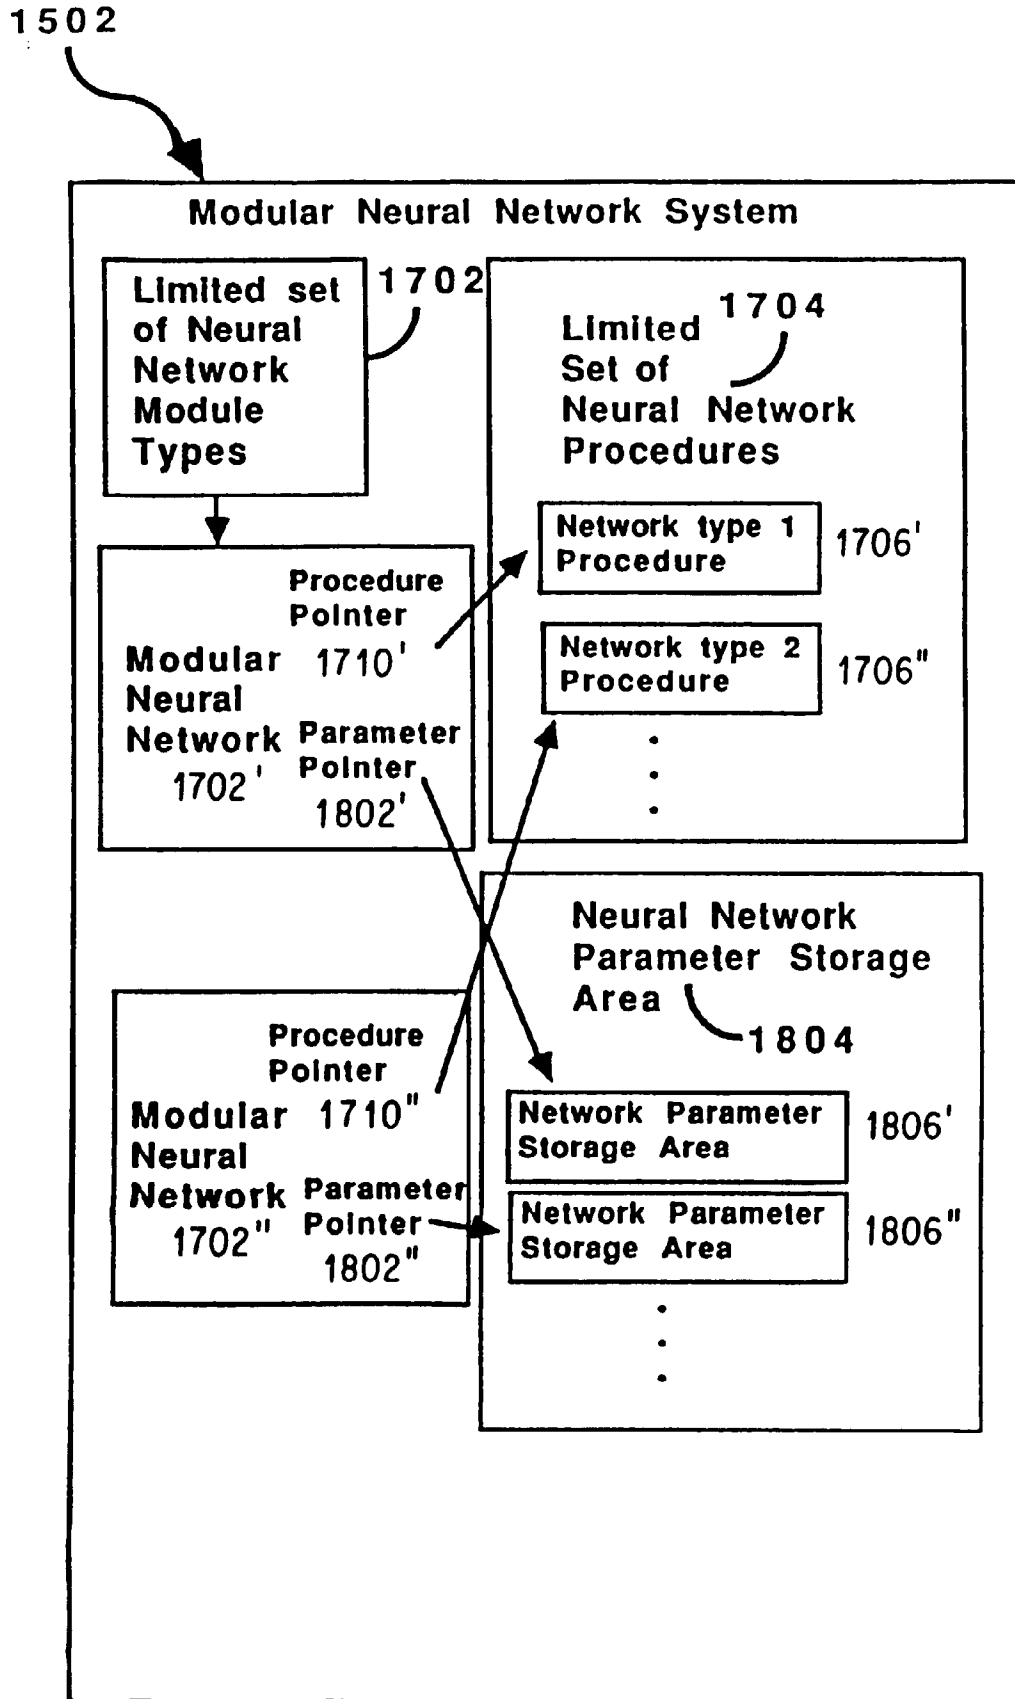 1502
Modular Neural Network System
Limited set
of Neural
Network
Module
Types
1702
1704
Limited
Set of
Neural Network
Procedures
Network type 1
Procedure
1706'
Network type 2
Procedure
1706"
Procedure
Pointer
1710'
Modular
Neural
Network
1702'
Parameter
Pointer
1802'
Neural Network
Parameter Storage
Area
1804
Procedure
Pointer
1710"
Modular
Neural
Network
1702"
Parameter
Pointer
1802"
Network Parameter
Storage Area
1806'
Network Parameter
Storage Area
1806"